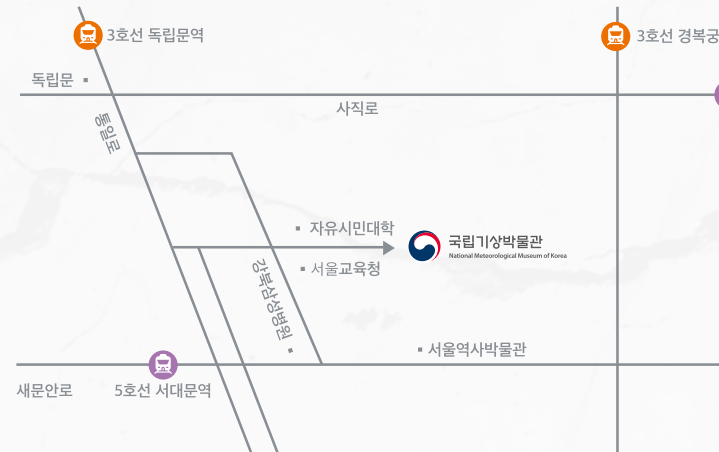 3호선 독립문역
3호선 경복궁
독립문
사직로
통일로
자유시민대학
국립기상박물관
National Meteorological Museum of Korea
서울교육청
강북삼성병원
서울역사박물관
새문안로
5호선 서대문역